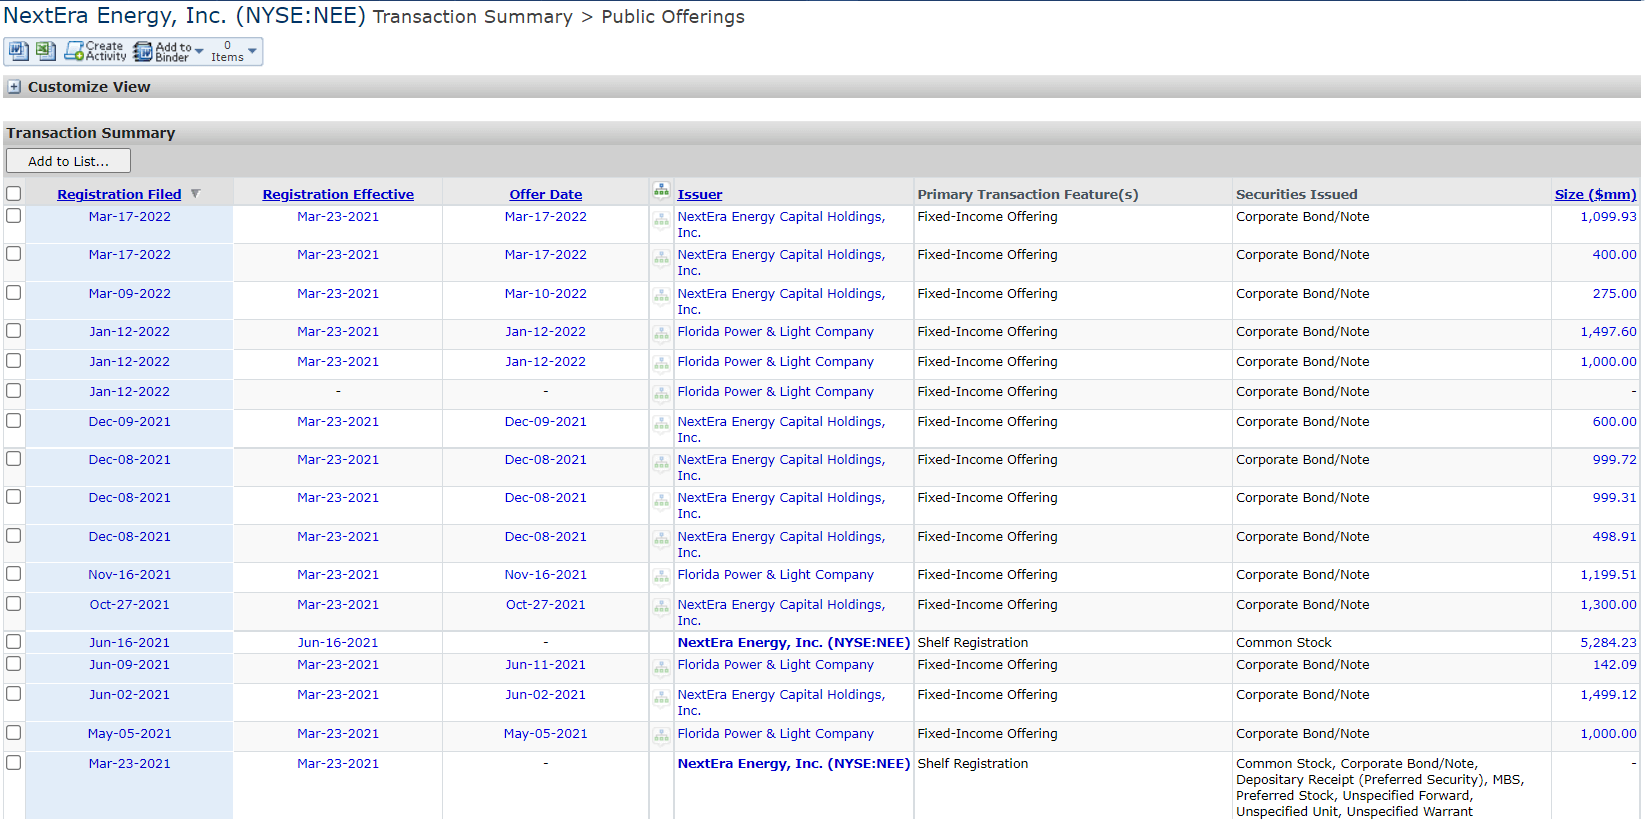 NextEra Energy, Inc. (NYSE:NEE) Transaction Summary > Public Offerings
Create Activity Add to Binder 0 Items
Customize View
Transaction Summary
Add to List...
Registration Filed Registration Effective Offer Date Issuer Primary Transaction Feature(s) Securities Issued Size ($mm)
Mar-17-2022 Mar-23-2021 Mar-17-2022 NextEra Energy Capital Holdings, Inc. Fixed-Income Offering Corporate Bond/Note 1,099.93
Mar-17-2022 Mar-23-2021 Mar-17-2022 NextEra Energy Capital Holdings, Inc. Fixed-Income Offering Corporate Bond/Note 400.00
Mar-09-2022 Mar-23-2021 Mar-10-2022 NextEra Energy Capital Holdings, Inc. Fixed-Income Offering Corporate Bond/Note 275.00
Jan-12-2022 Mar-23-2021 Jan-12-2022 Florida Power & Light Company Fixed-Income Offering Corporate Bond/Note 1,497.60
Jan-12-2022 Mar-23-2021 Jan-12-2022 Florida Power & Light Company Fixed-Income Offering Corporate Bond/Note 1,000.00
Jan-12-2022 - - Florida Power & Light Company Fixed-Income Offering Corporate Bond/Note -
Dec-09-2021 Mar-23-2021 Dec-09-2021 NextEra Energy Capital Holdings, Inc. Fixed-Income Offering Corporate Bond/Note 600.00
Dec-08-2021 Mar-23-2021 Dec-08-2021 NextEra Energy Capital Holdings, Inc. Fixed-Income Offering Corporate Bond/Note 999.72
Dec-08-2021 Mar-23-2021 Dec-08-2021 NextEra Energy Capital Holdings, Inc. Fixed-Income Offering Corporate Bond/Note 999.31
Dec-08-2021 Mar-23-2021 Dec-08-2021 NextEra Energy Capital Holdings, Inc. Fixed-Income Offering Corporate Bond/Note 498.91
Nov-16-2021 Mar-23-2021 Nov-16-2021 Florida Power & Light Company Fixed-Income Offering Corporate Bond/Note 1,199.51
Oct-27-2021 Mar-23-2021 Oct-27-2021 NextEra Energy Capital Holdings, Inc. Fixed-Income Offering Corporate Bond/Note 1,300.00
Jun-16-2021 Jun-16-2021 - NextEra Energy, Inc. (NYSE:NEE) Shelf Registration Common Stock 5,284.23
Jun-09-2021 Mar-23-2021 Jun-11-2021 Florida Power & Light Company Fixed-Income Offering Corporate Bond/Note 142.09
Jun-02-2021 Mar-23-2021 Jun-02-2021 NextEra Energy Capital Holdings, Inc. Fixed-Income Offering Corporate Bond/Note 1,499.12
May-05-2021 Mar-23-2021 May-05-2021 Florida Power & Light Company Fixed-Income Offering Corporate Bond/Note 1,000.00
Mar-23-2021 Mar-23-2021 - NextEra Energy, Inc. (NYSE:NEE) Shelf Registration Common Stock, Corporate Bond/Note, -
Depositary Receipt (Preferred Security), MBS,
Preferred Stock, Unspecified Forward,
Unspecified Unit, Unspecified Warrant